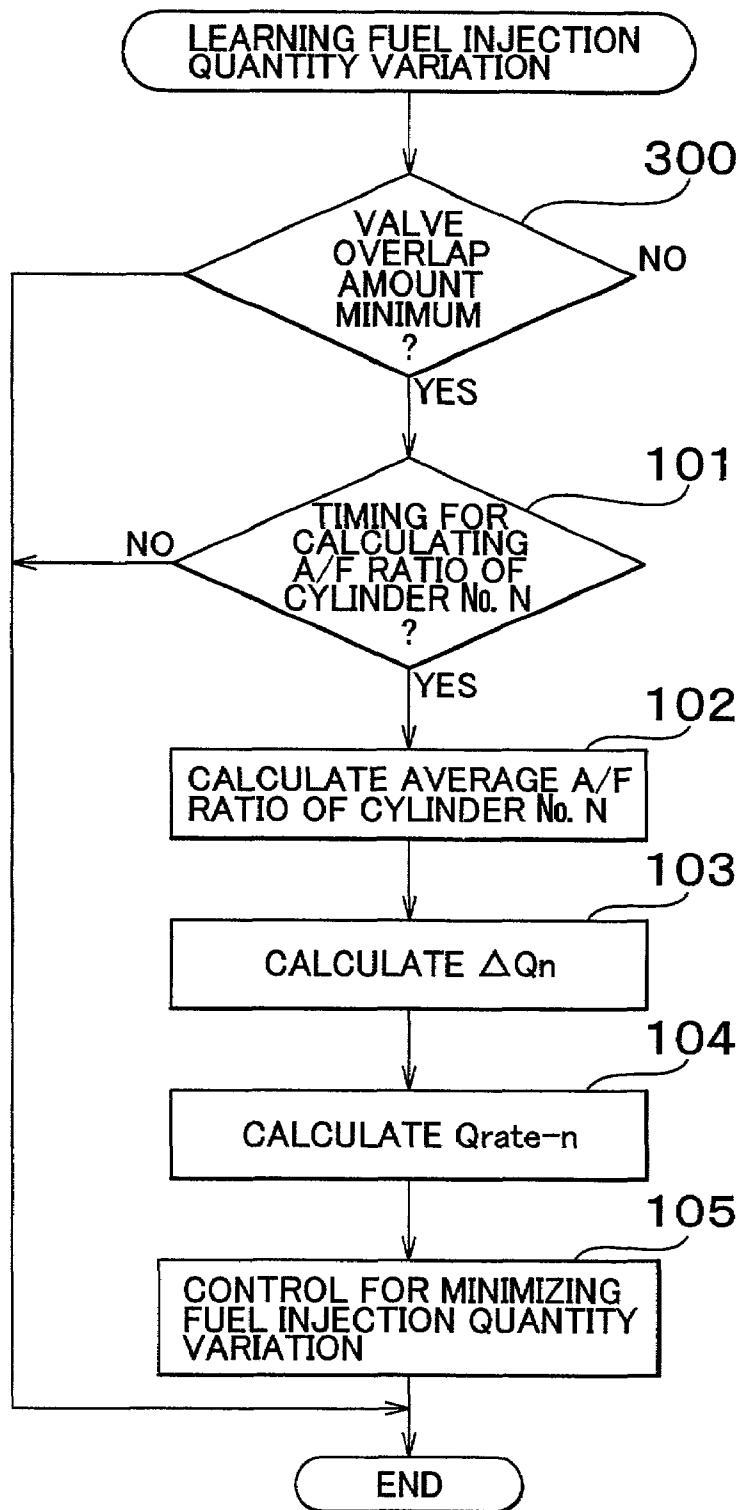 LEARNING FUEL INJECTION
QUANTITY VARIATION
300
VALVE
OVERLAP
AMOUNT
MINIMUM
?
NO
YES
101
TIMING FOR
CALCULATING
A/F RATIO OF
CYLINDER No. N
?
NO
YES
102
CALCULATE AVERAGE A/F
RATIO OF CYLINDER No. N
103
CALCULATE △Qn
104
CALCULATE Qrate-n
105
CONTROL FOR MINIMIZING
FUEL INJECTION QUANTITY
VARIATION
END